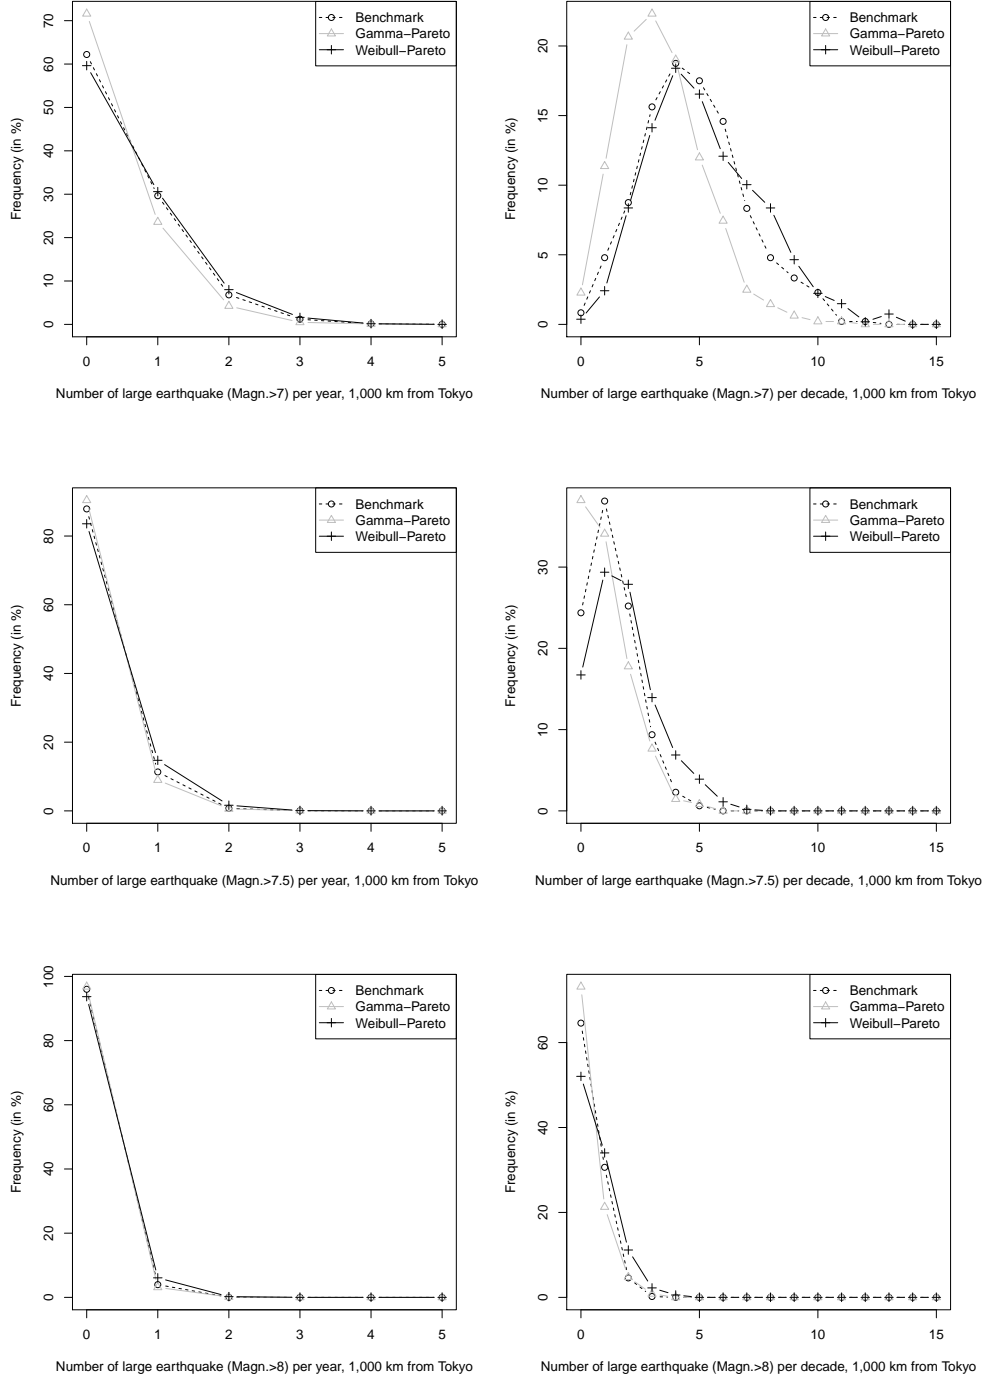 Frequency (in %)
0 10 20 30 40 50 60 70
Benchmark
Gamma−Pareto
Weibull−Pareto
0 1 2 3 4 5
Number of large earthquake (Magn.>7) per year, 1,000 km from Tokyo
Frequency (in %)
0 5 10 15 20
Benchmark
Gamma−Pareto
Weibull−Pareto
0 5 10 15
Number of large earthquake (Magn.>7) per decade, 1,000 km from Tokyo
Frequency (in %)
0 20 40 60 80
Benchmark
Gamma−Pareto
Weibull−Pareto
0 1 2 3 4 5
Number of large earthquake (Magn.>7.5) per year, 1,000 km from Tokyo
Frequency (in %)
0 10 20 30
Benchmark
Gamma−Pareto
Weibull−Pareto
0 5 10 15
Number of large earthquake (Magn.>7.5) per decade, 1,000 km from Tokyo
Frequency (in %)
0 20 40 60 80 100
Benchmark
Gamma−Pareto
Weibull−Pareto
0 1 2 3 4 5
Number of large earthquake (Magn.>8) per year, 1,000 km from Tokyo
Frequency (in %)
0 20 40 60
Benchmark
Gamma−Pareto
Weibull−Pareto
0 5 10 15
Number of large earthquake (Magn.>8) per decade, 1,000 km from Tokyo